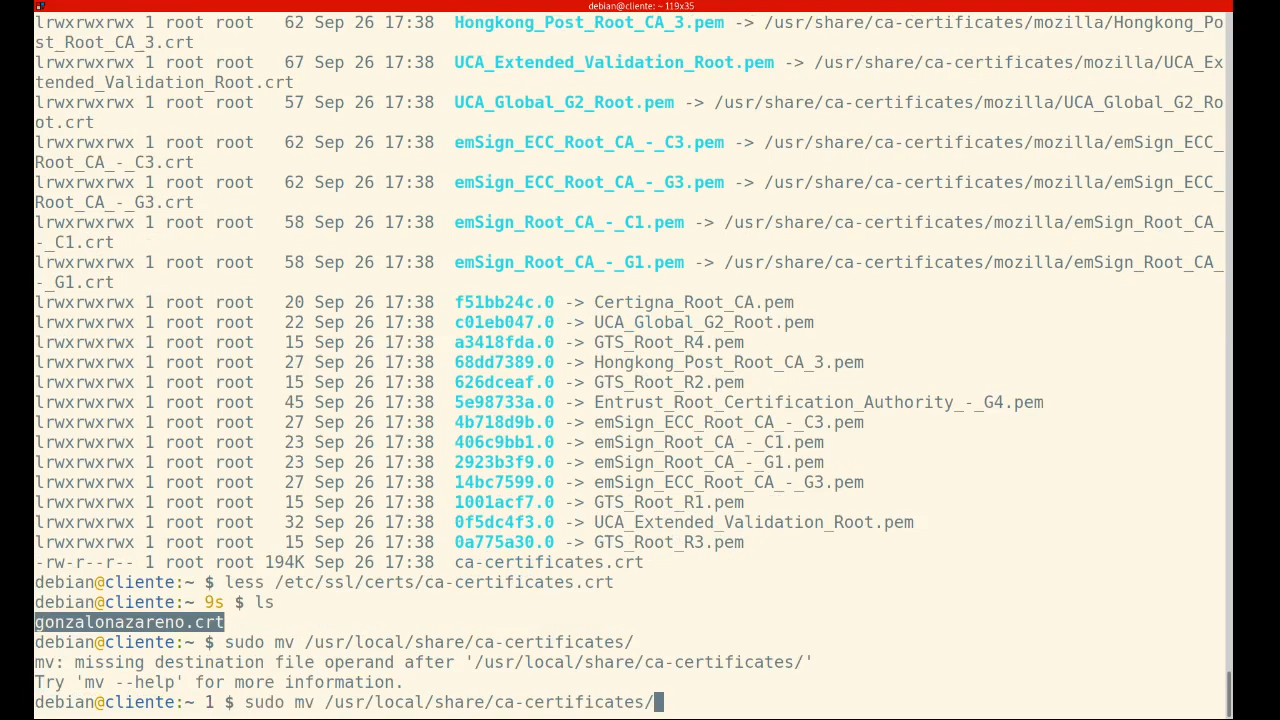 debian@cliente: ~ 119x35
lrwxrwxrwx 1 root root   62 Sep 26 17:38  Hongkong_Post_Root_CA_3.pem -> /usr/share/ca-certificates/mozilla/Hongkong_Po
st_Root_CA_3.crt
lrwxrwxrwx 1 root root   67 Sep 26 17:38  UCA_Extended_Validation_Root.pem -> /usr/share/ca-certificates/mozilla/UCA_Ex
tended_Validation_Root.crt
lrwxrwxrwx 1 root root   57 Sep 26 17:38  UCA_Global_G2_Root.pem -> /usr/share/ca-certificates/mozilla/UCA_Global_G2_Ro
ot.crt
lrwxrwxrwx 1 root root   62 Sep 26 17:38  emSign_ECC_Root_CA_-_C3.pem -> /usr/share/ca-certificates/mozilla/emSign_ECC_
Root_CA_-_C3.crt
lrwxrwxrwx 1 root root   62 Sep 26 17:38  emSign_ECC_Root_CA_-_G3.pem -> /usr/share/ca-certificates/mozilla/emSign_ECC_
Root_CA_-_G3.crt
lrwxrwxrwx 1 root root   58 Sep 26 17:38  emSign_Root_CA_-_C1.pem -> /usr/share/ca-certificates/mozilla/emSign_Root_CA_
-_C1.crt
lrwxrwxrwx 1 root root   58 Sep 26 17:38  emSign_Root_CA_-_G1.pem -> /usr/share/ca-certificates/mozilla/emSign_Root_CA_
-_G1.crt
lrwxrwxrwx 1 root root   20 Sep 26 17:38  f51bb24c.0 -> Certigna_Root_CA.pem
lrwxrwxrwx 1 root root   22 Sep 26 17:38  c01eb047.0 -> UCA_Global_G2_Root.pem
lrwxrwxrwx 1 root root   15 Sep 26 17:38  a3418fda.0 -> GTS_Root_R4.pem
lrwxrwxrwx 1 root root   27 Sep 26 17:38  68dd7389.0 -> Hongkong_Post_Root_CA_3.pem
lrwxrwxrwx 1 root root   15 Sep 26 17:38  626dceaf.0 -> GTS_Root_R2.pem
lrwxrwxrwx 1 root root   45 Sep 26 17:38  5e98733a.0 -> Entrust_Root_Certification_Authority_-_G4.pem
lrwxrwxrwx 1 root root   27 Sep 26 17:38  4b718d9b.0 -> emSign_ECC_Root_CA_-_C3.pem
lrwxrwxrwx 1 root root   23 Sep 26 17:38  406c9bb1.0 -> emSign_Root_CA_-_C1.pem
lrwxrwxrwx 1 root root   23 Sep 26 17:38  2923b3f9.0 -> emSign_Root_CA_-_G1.pem
lrwxrwxrwx 1 root root   27 Sep 26 17:38  14bc7599.0 -> emSign_ECC_Root_CA_-_G3.pem
lrwxrwxrwx 1 root root   15 Sep 26 17:38  1001acf7.0 -> GTS_Root_R1.pem
lrwxrwxrwx 1 root root   32 Sep 26 17:38  0f5dc4f3.0 -> UCA_Extended_Validation_Root.pem
lrwxrwxrwx 1 root root   15 Sep 26 17:38  0a775a30.0 -> GTS_Root_R3.pem
-rw-r--r-- 1 root root 194K Sep 26 17:38  ca-certificates.crt
debian@cliente:~ $ less /etc/ssl/certs/ca-certificates.crt
debian@cliente:~ 9s $ ls
gonzalonazareno.crt
debian@cliente:~ $ sudo mv /usr/local/share/ca-certificates/
mv: missing destination file operand after '/usr/local/share/ca-certificates/'
Try 'mv --help' for more information.
debian@cliente:~ 1 $ sudo mv /usr/local/share/ca-certificates/